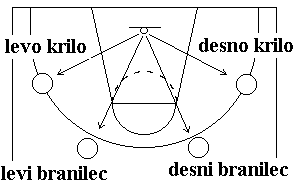 levo krilo
desno krilo
levi branilec
desni branilec